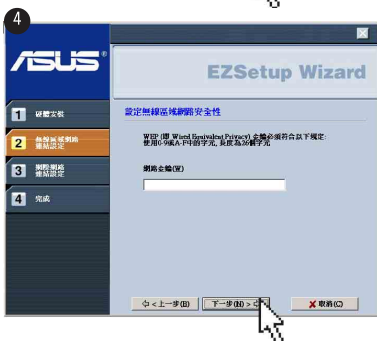 4
ASUS®
EZSetup Wizard
1 硬體安裝
2 無線區域網路
連結設定
3 網際網路
連結設定
4 完成
設定無線區域網路安全性
WEP (即 Wired Equivalent Privacy) 金鑰必須符合以下規定:
使用0-9或A-F中的字元, 長度為26個字元
網路金鑰(W)
<上一步(B)
下一步(N) >
取消(C)